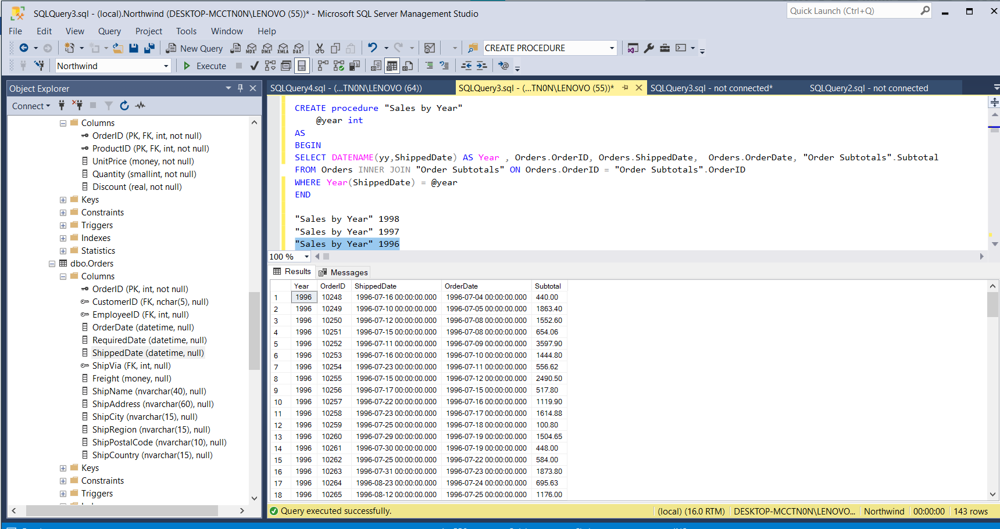 SQLQuery3.sql - (local).Northwind (DESKTOP-MCCTN0N\LENOVO (55))* - Microsoft SQL Server Management Studio
Quick Launch (Ctrl+Q)
File Edit View Query Project Tools Window Help
New Query MDX DMX XMLA DAX CREATE PROCEDURE
Northwind Execute
Object Explorer
Connect
Columns
OrderID (PK, FK, int, not null)
ProductID (PK, FK, int, not null)
UnitPrice (money, not null)
Quantity (smallint, not null)
Discount (real, not null)
Keys
Constraints
Triggers
Indexes
Statistics
dbo.Orders
Columns
OrderID (PK, int, not null)
CustomerID (FK, nchar(5), null)
EmployeeID (FK, int, null)
OrderDate (datetime, null)
RequiredDate (datetime, null)
ShippedDate (datetime, null)
ShipVia (FK, int, null)
Freight (money, null)
ShipName (nvarchar(40), null)
ShipAddress (nvarchar(60), null)
ShipCity (nvarchar(15), null)
ShipRegion (nvarchar(15), null)
ShipPostalCode (nvarchar(10), null)
ShipCountry (nvarchar(15), null)
Keys
Constraints
Triggers
SQLQuery4.sql - (...TN0N\LENOVO (64)) SQLQuery3.sql - (...TN0N\LENOVO (55))* SQLQuery3.sql - not connected* SQLQuery2.sql - not connected
CREATE procedure "Sales by Year"
@year int
AS
BEGIN
SELECT DATENAME(yy,ShippedDate) AS Year , Orders.OrderID, Orders.ShippedDate, Orders.OrderDate, "Order Subtotals".Subtotal
FROM Orders INNER JOIN "Order Subtotals" ON Orders.OrderID = "Order Subtotals".OrderID
WHERE Year(ShippedDate) = @year
END
"Sales by Year" 1998
"Sales by Year" 1997
"Sales by Year" 1996
100 %
Results Messages
Year OrderID ShippedDate OrderDate Subtotal
1 1996 10248 1996-07-16 00:00:00.000 1996-07-04 00:00:00.000 440.00
2 1996 10249 1996-07-10 00:00:00.000 1996-07-05 00:00:00.000 1863.40
3 1996 10250 1996-07-12 00:00:00.000 1996-07-08 00:00:00.000 1552.60
4 1996 10251 1996-07-15 00:00:00.000 1996-07-08 00:00:00.000 654.06
5 1996 10252 1996-07-11 00:00:00.000 1996-07-09 00:00:00.000 3597.90
6 1996 10253 1996-07-16 00:00:00.000 1996-07-10 00:00:00.000 1444.80
7 1996 10254 1996-07-23 00:00:00.000 1996-07-11 00:00:00.000 556.62
8 1996 10255 1996-07-15 00:00:00.000 1996-07-12 00:00:00.000 2490.50
9 1996 10256 1996-07-17 00:00:00.000 1996-07-15 00:00:00.000 517.80
10 1996 10257 1996-07-22 00:00:00.000 1996-07-16 00:00:00.000 1119.90
11 1996 10258 1996-07-23 00:00:00.000 1996-07-17 00:00:00.000 1614.88
12 1996 10259 1996-07-25 00:00:00.000 1996-07-18 00:00:00.000 100.80
13 1996 10260 1996-07-29 00:00:00.000 1996-07-19 00:00:00.000 1504.65
14 1996 10261 1996-07-30 00:00:00.000 1996-07-19 00:00:00.000 448.00
15 1996 10262 1996-07-25 00:00:00.000 1996-07-22 00:00:00.000 584.00
16 1996 10263 1996-07-31 00:00:00.000 1996-07-23 00:00:00.000 1873.80
17 1996 10264 1996-08-23 00:00:00.000 1996-07-24 00:00:00.000 695.63
18 1996 10265 1996-08-12 00:00:00.000 1996-07-25 00:00:00.000 1176.00
Query executed successfully. (local) (16.0 RTM) DESKTOP-MCCTN0N\LENOVO... Northwind 00:00:00 143 rows